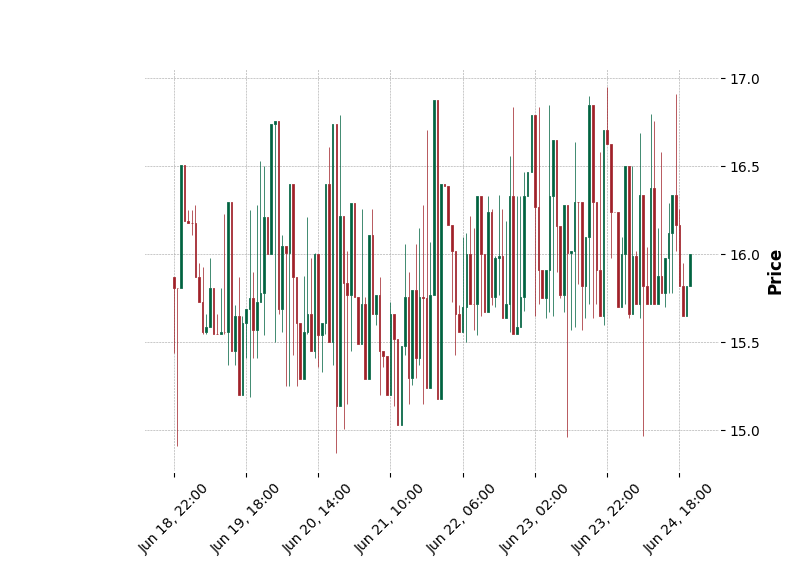 17.0
16.5
16.0
15.5
15.0
Price
Jun 18, 22:00
Jun 19, 18:00
Jun 20, 14:00
Jun 21, 10:00
Jun 22, 06:00
Jun 23, 02:00
Jun 23, 22:00
Jun 24, 18:00